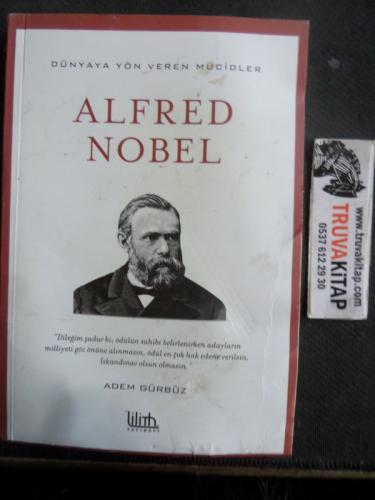 DÜNYAYA YÖN VEREN MUCİDLER
ALFRED
NOBEL
"Dileğim şudur ki, ödülün sahibi belirlenirken adayların
milliyeti göz önüne alınmasın, ödül en çok hak edene verilsin,
İskandinav olsun olmasın."
ADEM GÜRBÜZ
lilith
YAYINEVİ
www.truvakitap.com
TRUVAKİTAP
0537 612 29 30